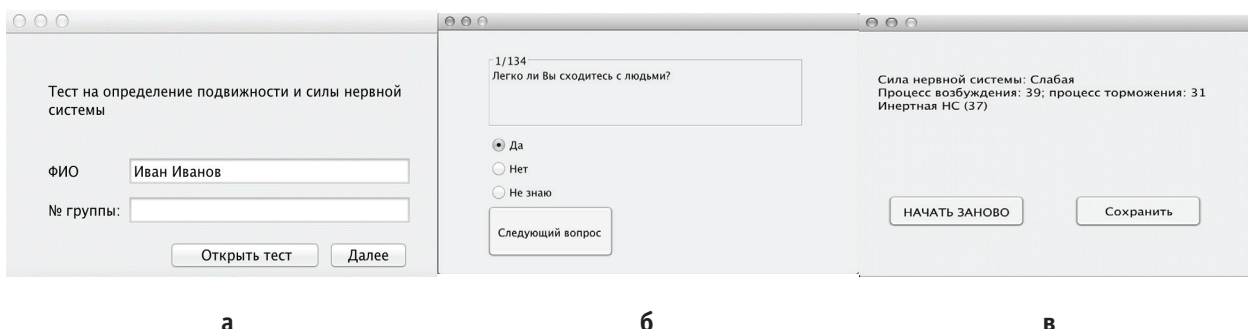 Тест на определение подвижности и силы нервной
системы
ФИО
Иван Иванов
№ группы:
Открыть тест
Далее
1/134
Легко ли Вы сходитесь с людьми?
Да
Нет
Не знаю
Следующий вопрос
Сила нервной системы: Слабая
Процесс возбуждения: 39; процесс торможения: 31
Инертная НС (37)
НАЧАТЬ ЗАНОВО
Сохранить
а
б
в